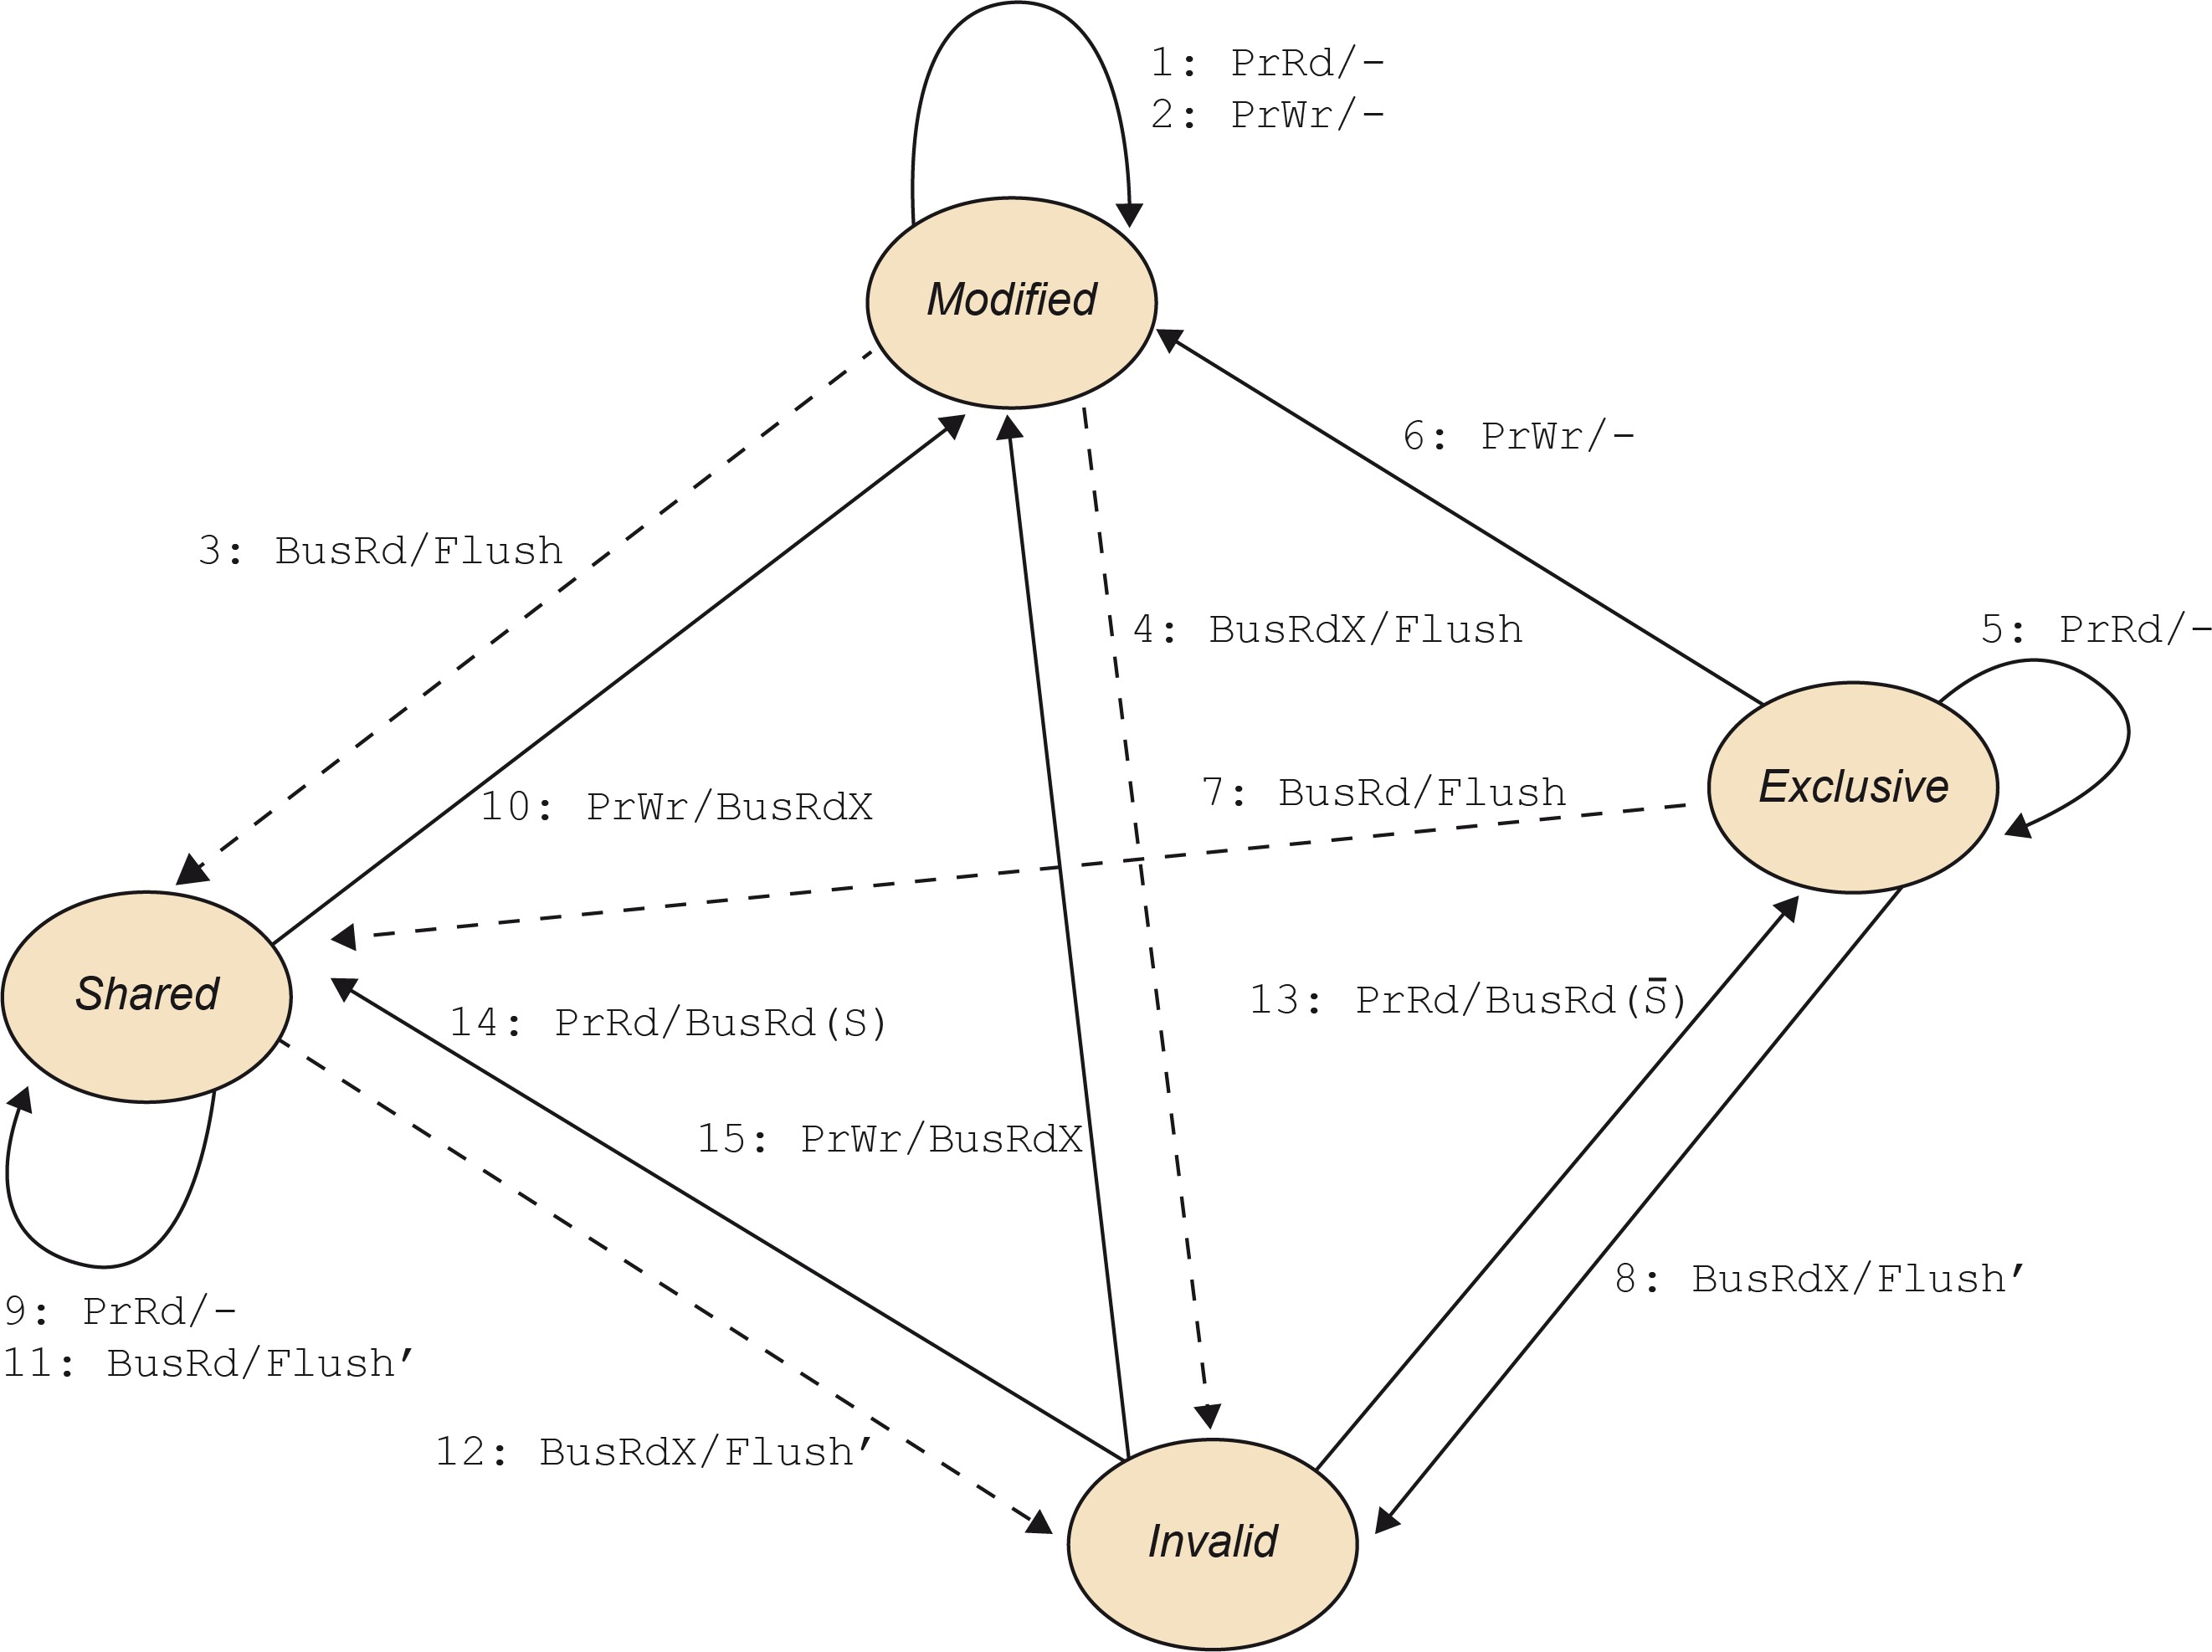 1: PrRd/-
2: PrWr/-
Modified
6: PrWr/-
3: BusRd/Flush
4: BusRdX/Flush
5: PrRd/-
Exclusive
7: BusRd/Flush
10: PrWr/BusRdX
Shared
13: PrRd/BusRd(S̅)
14: PrRd/BusRd(S)
15: PrWr/BusRdX
8: BusRdX/Flush’
9: PrRd/-
11: BusRd/Flush’
12: BusRdX/Flush’
Invalid